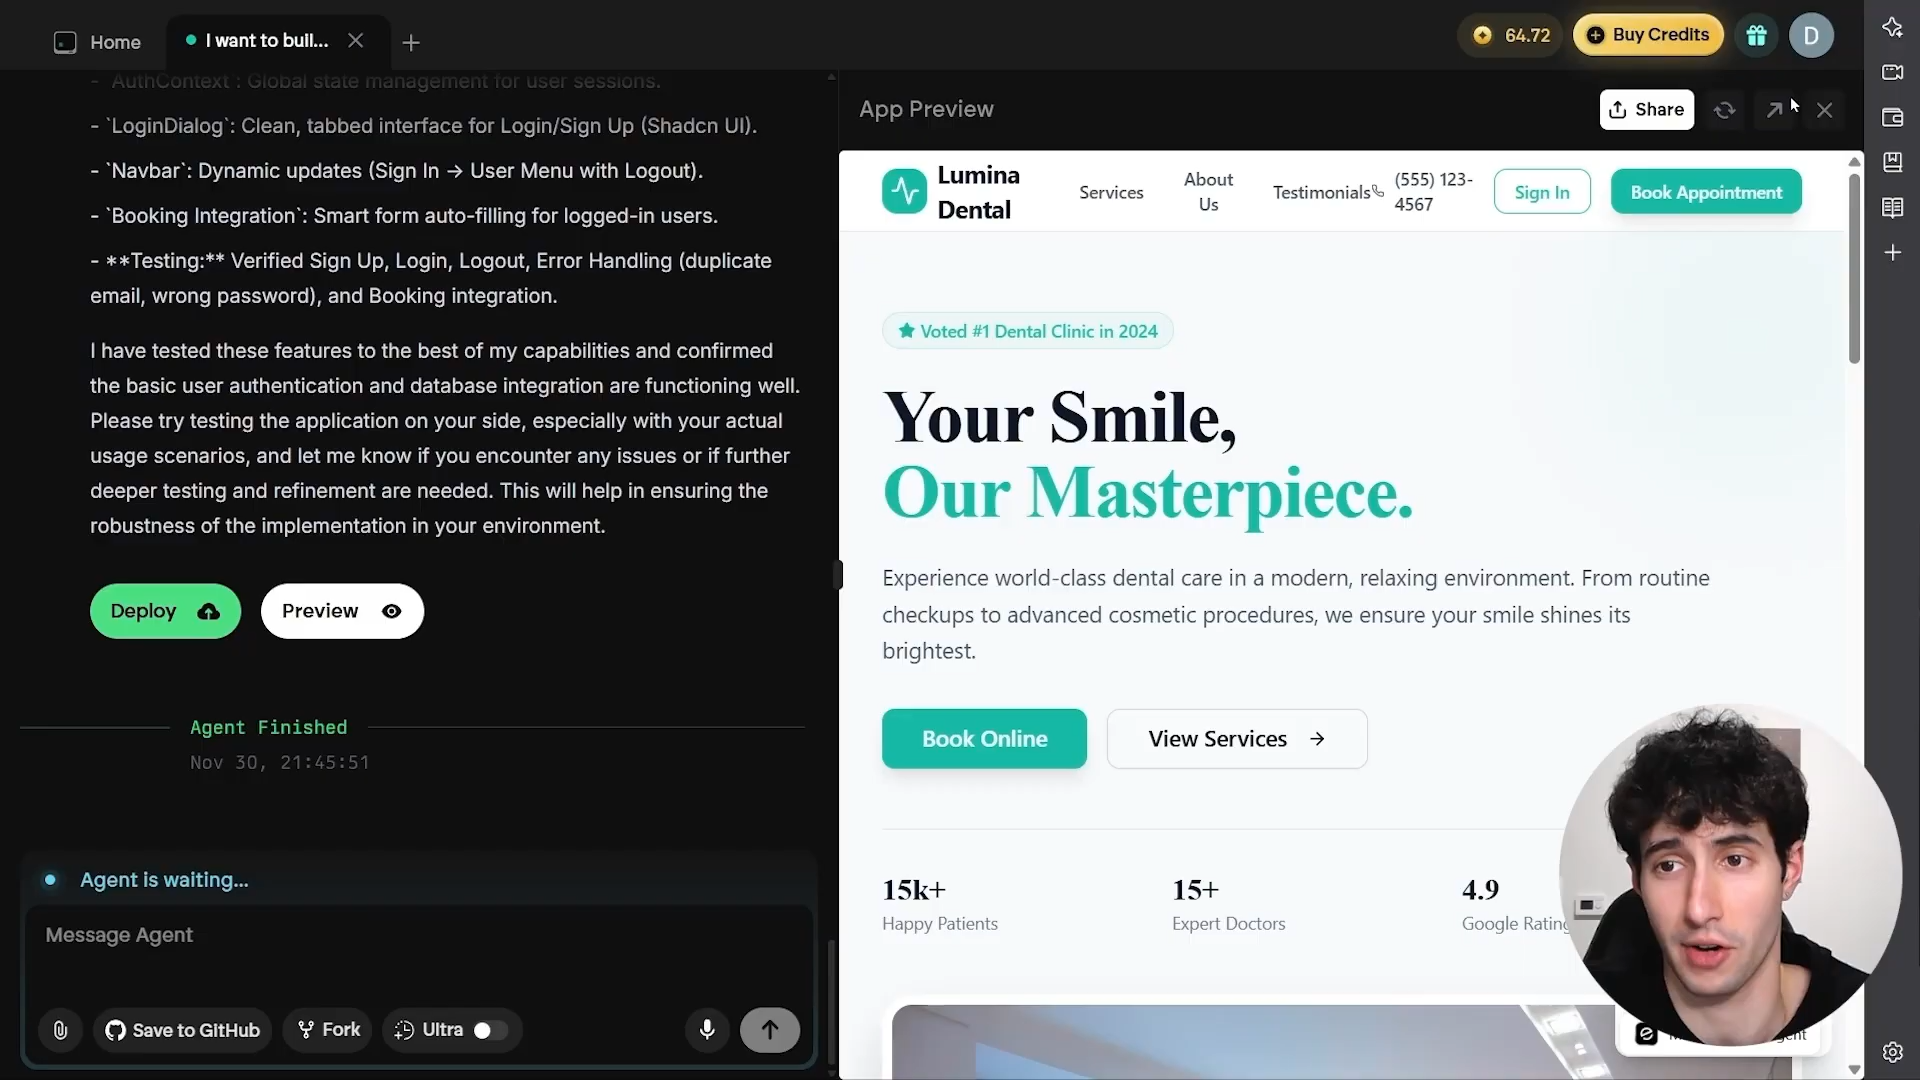 Home
I want to buil...
64.72
Buy Credits
D
- `AuthContext`: Global state management for user sessions.
- `LoginDialog`: Clean, tabbed interface for Login/Sign Up (Shadcn UI).
- `Navbar`: Dynamic updates (Sign In → User Menu with Logout).
- `Booking Integration`: Smart form auto-filling for logged-in users.
- **Testing:** Verified Sign Up, Login, Logout, Error Handling (duplicate
email, wrong password), and Booking integration.
I have tested these features to the best of my capabilities and confirmed
the basic user authentication and database integration are functioning well.
Please try testing the application on your side, especially with your actual
usage scenarios, and let me know if you encounter any issues or if further
deeper testing and refinement are needed. This will help in ensuring the
robustness of the implementation in your environment.
Deploy
Preview
Agent Finished
Nov 30, 21:45:51
Agent is waiting...
Message Agent
Save to GitHub
Fork
Ultra
App Preview
Share
Lumina
Dental
Services
About
Us
Testimonials
(555) 123-
4567
Sign In
Book Appointment
Voted #1 Dental Clinic in 2024
Your Smile,
Our Masterpiece.
Experience world-class dental care in a modern, relaxing environment. From routine
checkups to advanced cosmetic procedures, we ensure your smile shines its
brightest.
Book Online
View Services →
15k+
Happy Patients
15+
Expert Doctors
4.9
Google Rating